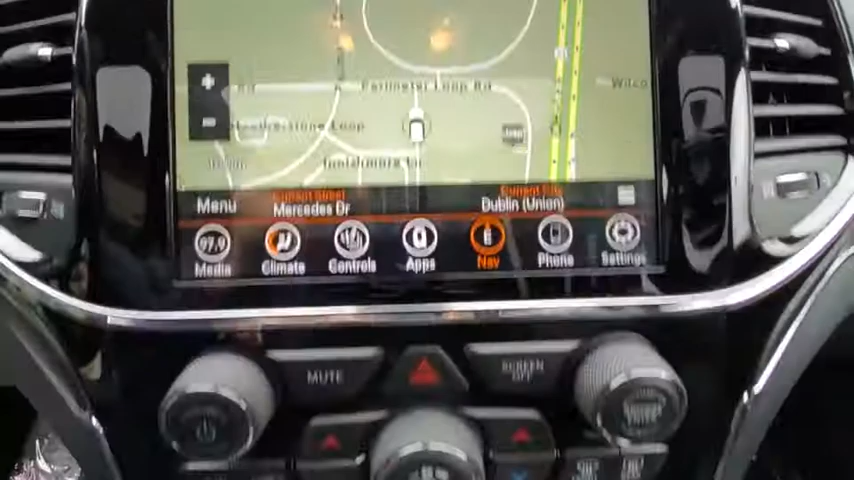 Perimeter Loop Rd
Wilco
Menu
Current Street
Mercedes Dr
Current City
Dublin (Union)
97.9
Media
Climate
Controls
Apps
Nav
Phone
Settings
MUTE
SCREEN
OFF